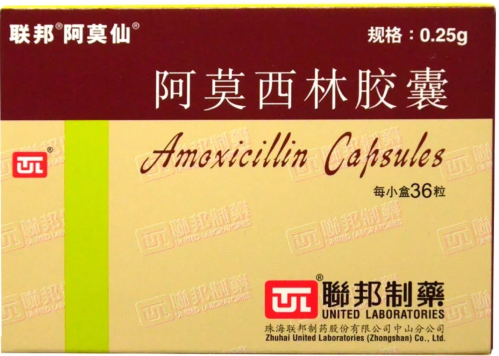 联邦®阿莫仙®
规格：0.25g
阿莫西林胶囊
Amoxicillin Capsules
每小盒36粒
聯邦制藥
UNITED LABORATORIES
珠海联邦制药股份有限公司中山分公司
Zhuhai United Laboratories (Zhongshan) Co., Ltd.